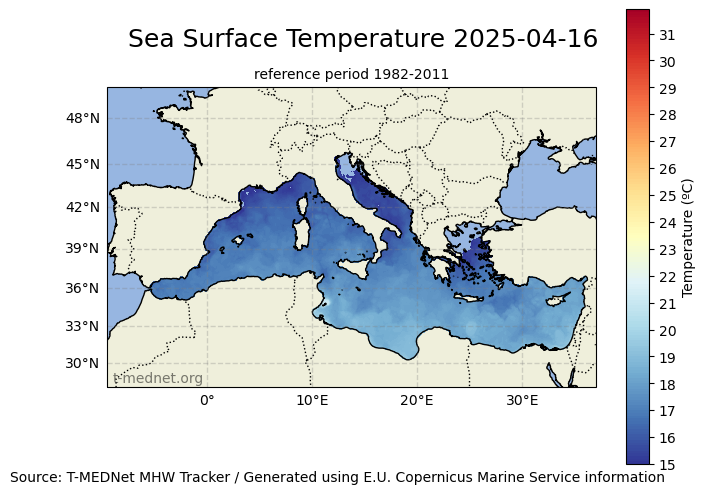 Sea Surface Temperature 2025-04-16
reference period 1982-2011
48°N
45°N
42°N
39°N
36°N
33°N
30°N
t-mednet.org
0°
10°E
20°E
30°E
31
30
29
28
27
26
25
24
23
22
21
20
19
18
17
16
15
Temperature (ºC)
Source: T-MEDNet MHW Tracker / Generated using E.U. Copernicus Marine Service information